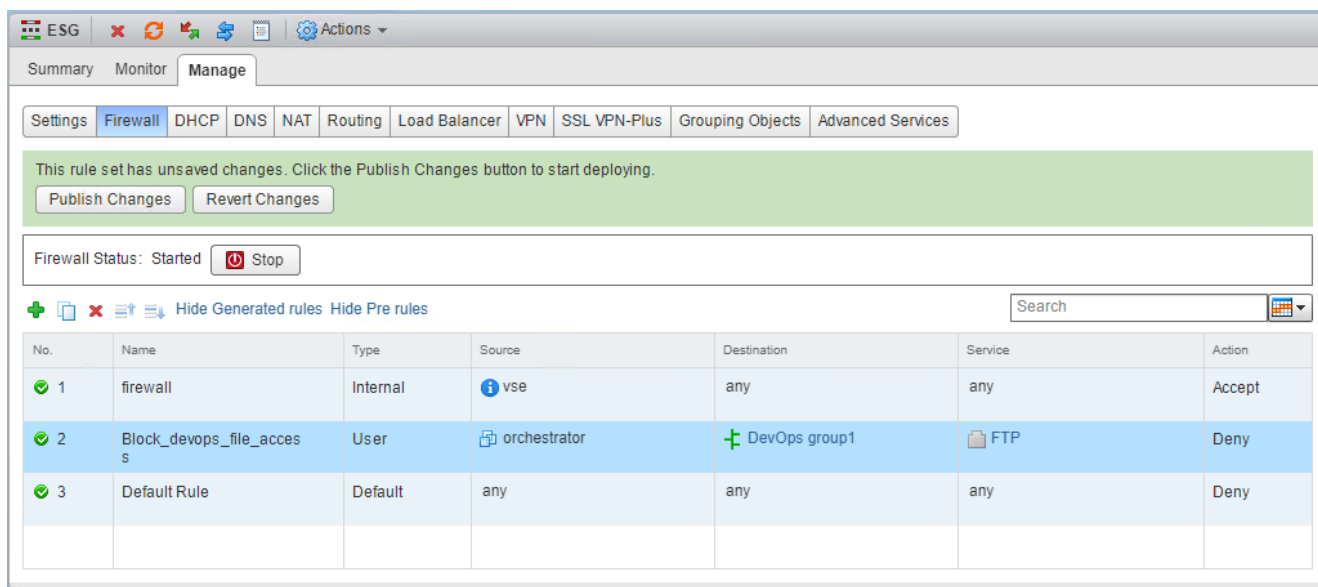 ESG Actions
Summary Monitor Manage
Settings Firewall DHCP DNS NAT Routing Load Balancer VPN SSL VPN-Plus Grouping Objects Advanced Services
This rule set has unsaved changes. Click the Publish Changes button to start deploying.
Publish Changes Revert Changes
Firewall Status: Started Stop
Hide Generated rules Hide Pre rules Search
No. Name Type Source Destination Service Action
1 firewall Internal vse any any Accept
2 Block_devops_file_acces User orchestrator DevOps group1 FTP Deny
s
3 Default Rule Default any any any Deny